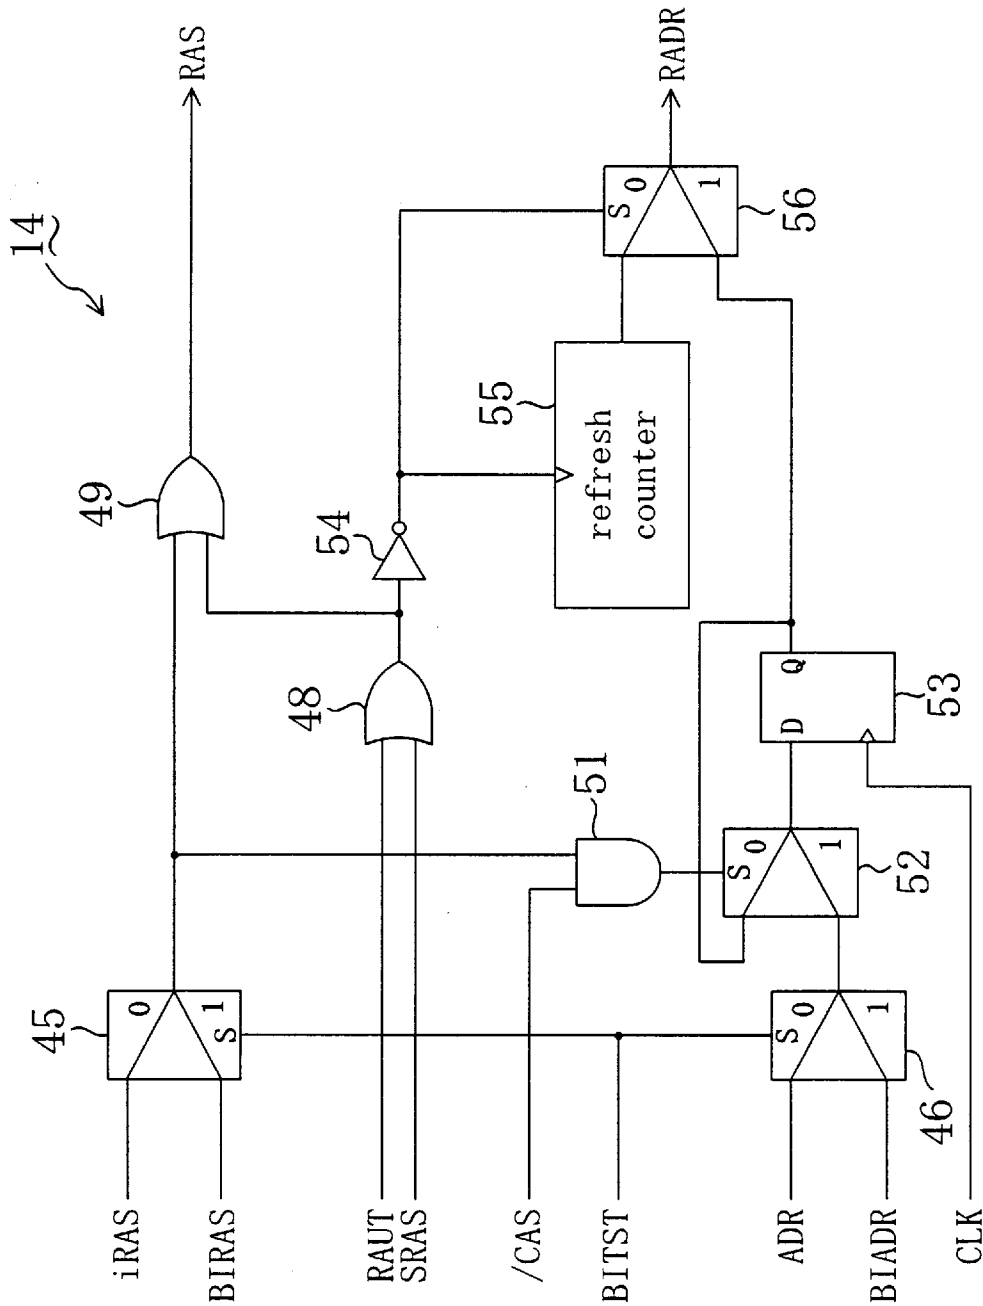 14
RAS
49
45
iRAS
BIRAS
0
1
S
54
48
RAUT
SRAS
RADR
S
0
1
56
55
refresh
counter
51
/CAS
BITST
S
0
1
52
D
Q
53
S
0
1
46
ADR
BIADR
CLK